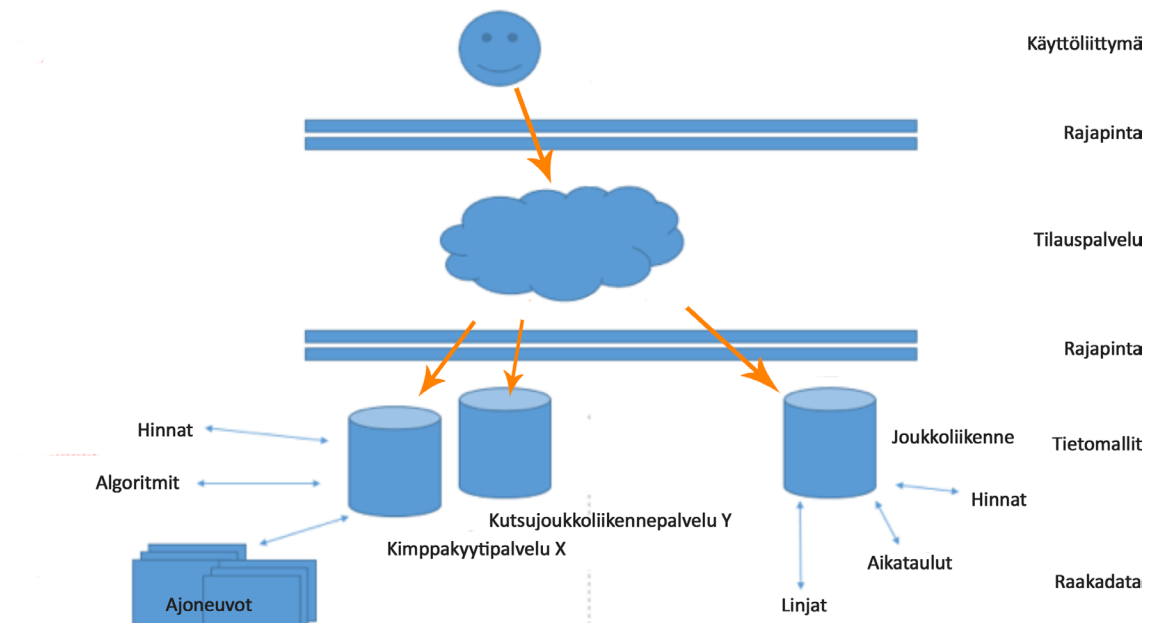 Käyttöliittymä
Rajapinta
Tilauspalvelu
Rajapinta
Hinnat
Joukkoliikenne
Tietomallit
Algoritmit
Hinnat
Kutsujoukkoliikennepalvelu Y
Kimppakyytipalvelu X
Aikataulut
Raakadata
Ajoneuvot
Linjat